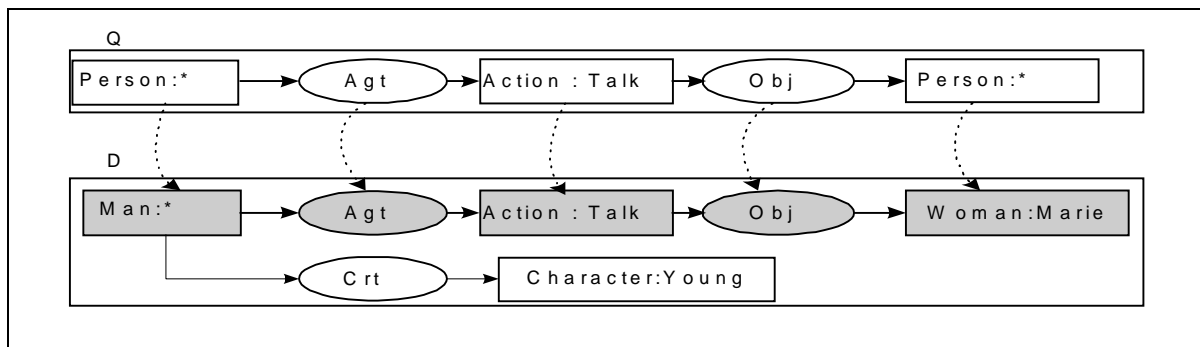 Q
Person:* Agt Action : Talk Obj Person:*
D
Man:* Agt Action : Talk Obj Woman:Marie
Crt Character:Young